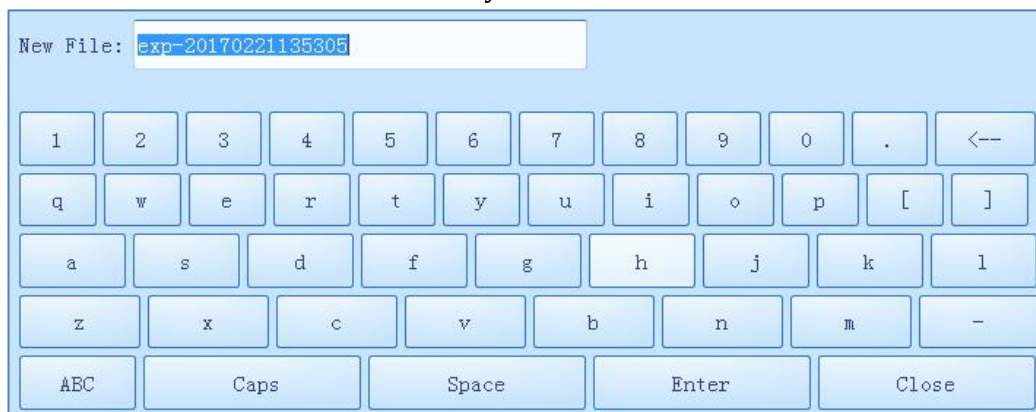 New File: exp-20170221135305
1 2 3 4 5 6 7 8 9 0 . <--
q w e r t y u i o p [ ]
a s d f g h j k l
z x c v b n m -
ABC Caps Space Enter Close